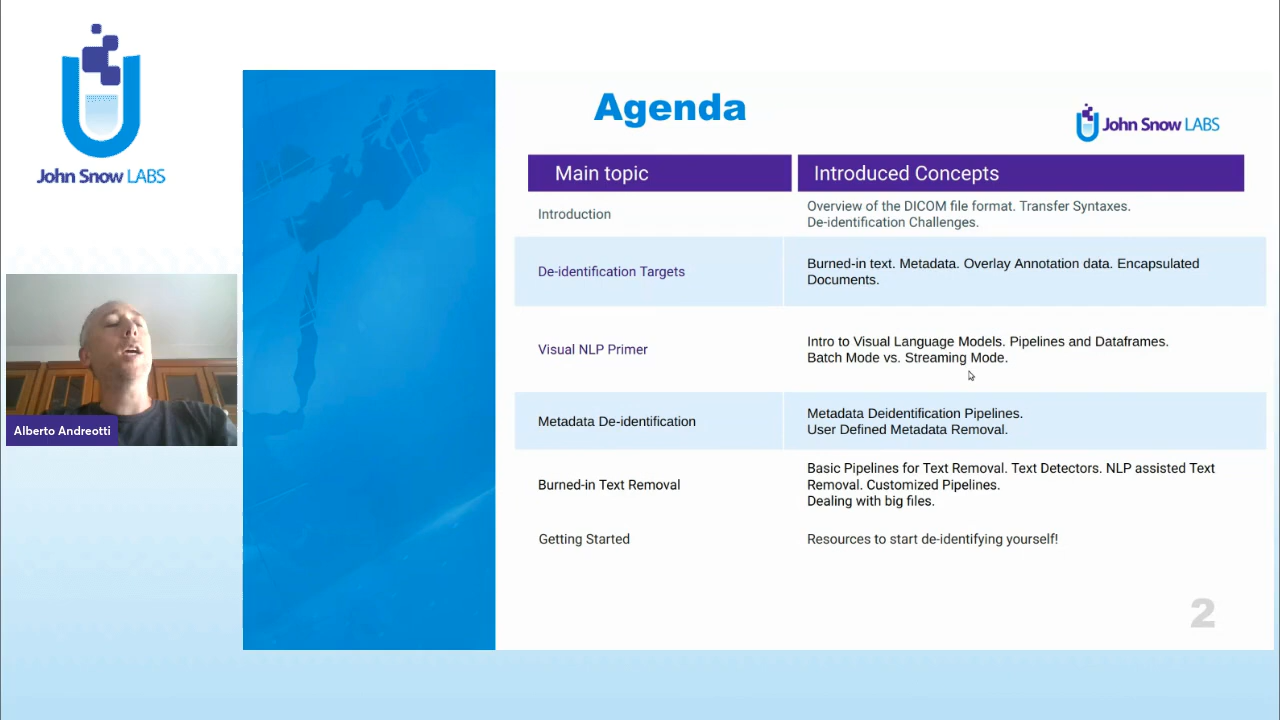 John Snow LABS
Alberto Andreotti
Agenda
John Snow LABS
Main topic
Introduced Concepts
Introduction
Overview of the DICOM file format. Transfer Syntaxes.
De-identification Challenges.
De-identification Targets
Burned-in text. Metadata. Overlay Annotation data. Encapsulated
Documents.
Visual NLP Primer
Intro to Visual Language Models. Pipelines and Dataframes.
Batch Mode vs. Streaming Mode.
Metadata De-identification
Metadata Deidentification Pipelines.
User Defined Metadata Removal.
Burned-in Text Removal
Basic Pipelines for Text Removal. Text Detectors. NLP assisted Text
Removal. Customized Pipelines.
Dealing with big files.
Getting Started
Resources to start de-identifying yourself!
2